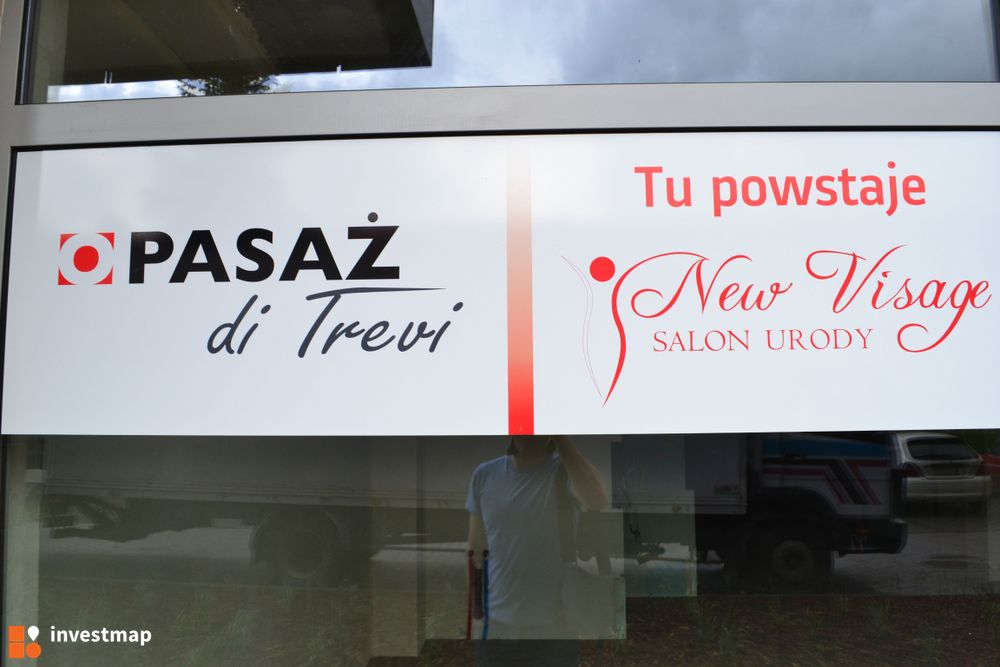 PASAŻ
di Trevi
Tu powstaje
New Visage
SALON URODY
investmap